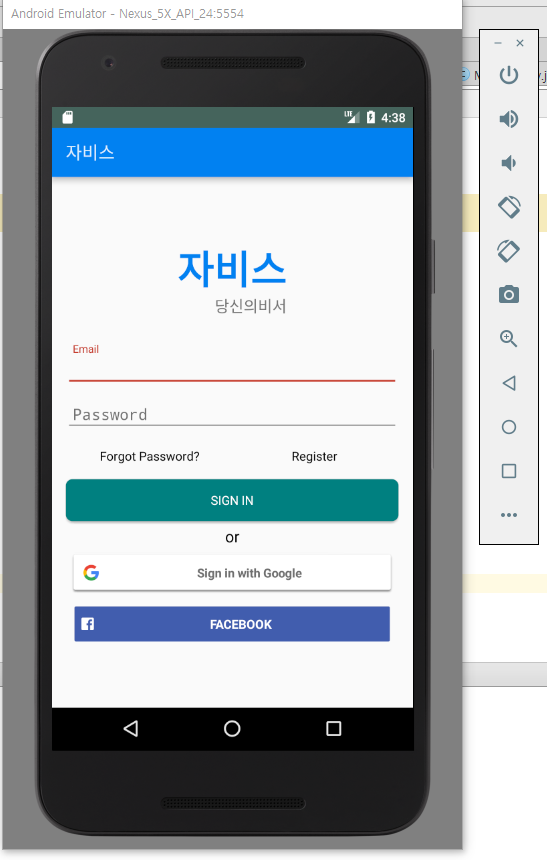 Android Emulator - Nexus_5X_API_24:5554
LTE 4:38
자비스
자비스
당신의비서
Email
Password
Forgot Password? Register
SIGN IN
or
Sign in with Google
FACEBOOK